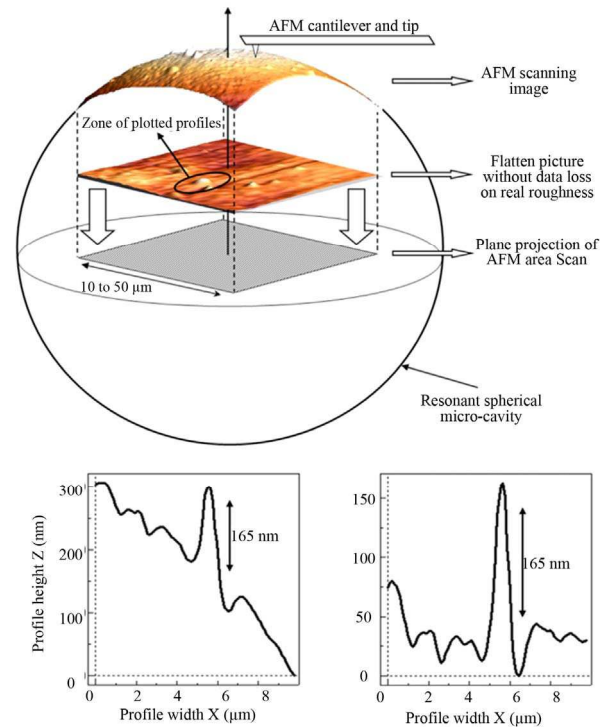 AFM cantilever and tip
AFM scanning
image
Zone of plotted profiles
Flatten picture
without data loss
on real roughness
Plane projection of
AFM area Scan
10 to 50 µm
Resonant spherical
micro-cavity
Profile height Z (nm)
300
200
100
0
165 nm
0 2 4 6 8
Profile width X (µm)
150
100
50
0
165 nm
0 2 4 6 8
Profile width X (µm)